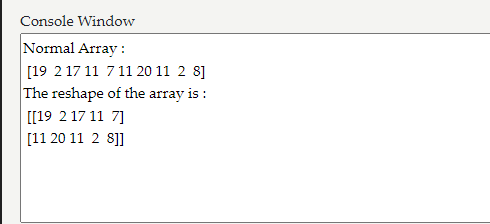 Console Window
Normal Array :
[19 2 17 11 7 11 20 11 2 8]
The reshape of the array is :
[[19 2 17 11 7]
[11 20 11 2 8]]